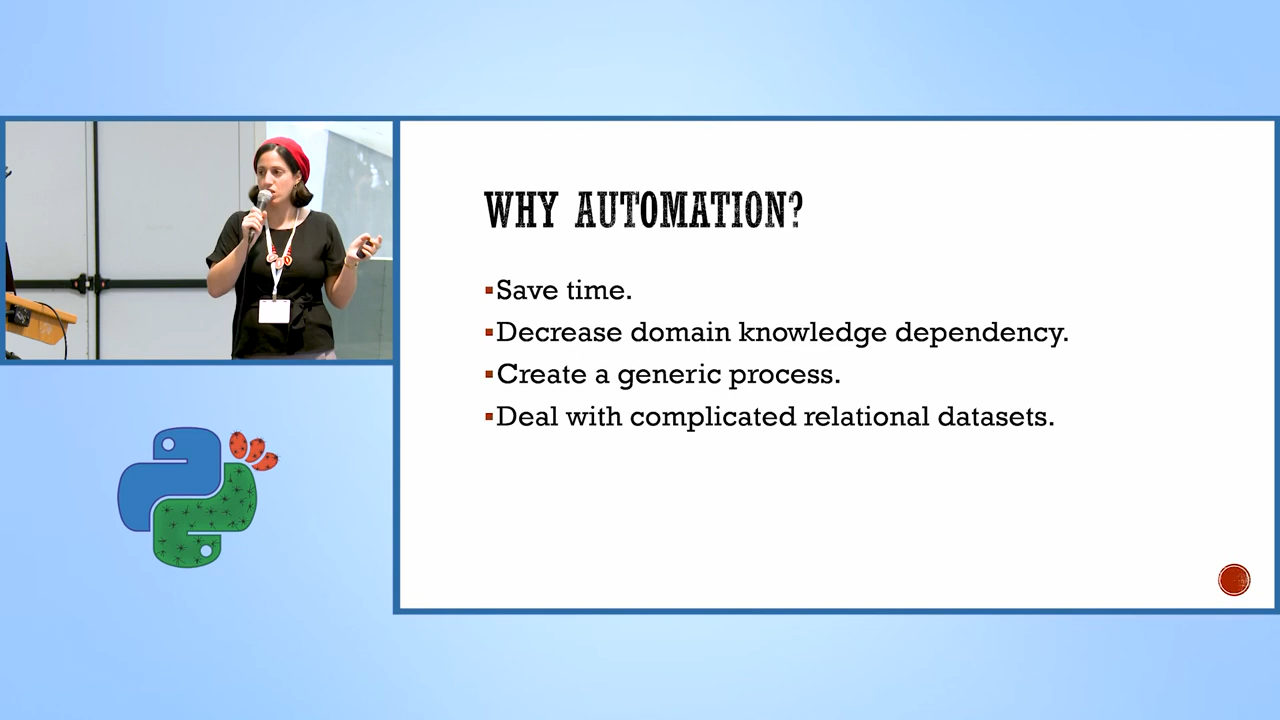 WHY AUTOMATION?
▪Save time.
▪Decrease domain knowledge dependency.
▪Create a generic process.
▪Deal with complicated relational datasets.